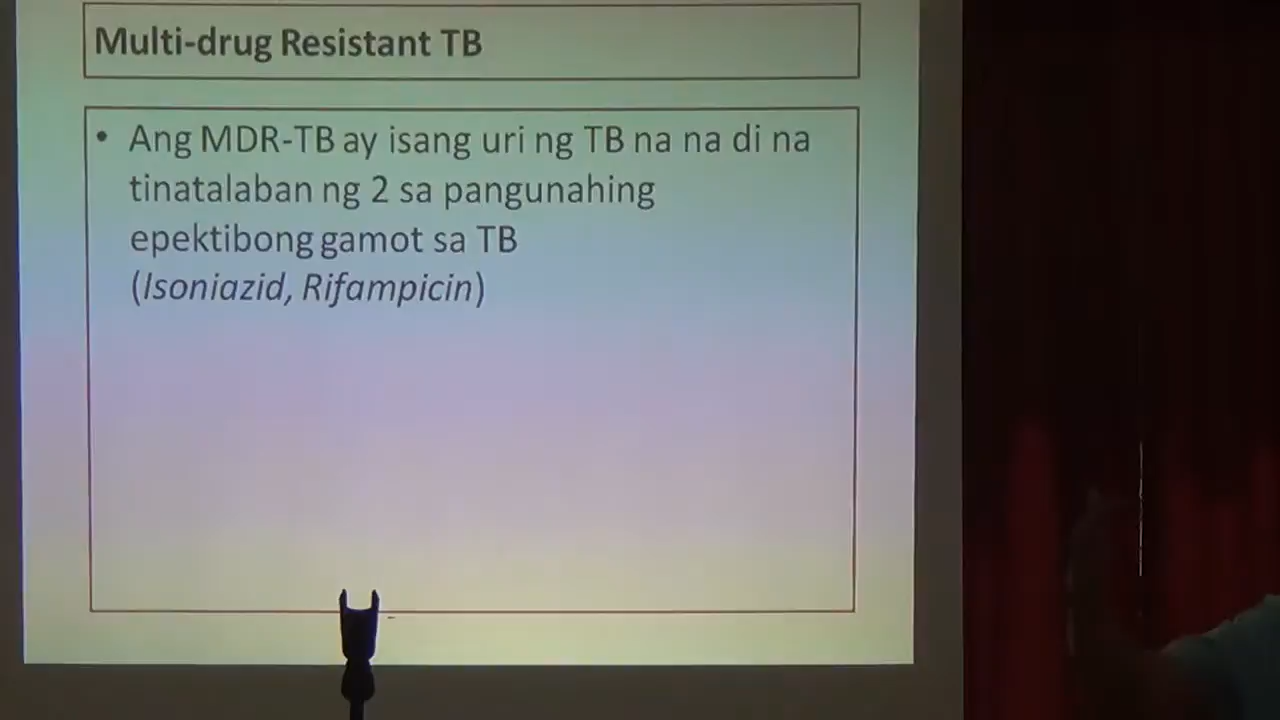 Multi-drug Resistant TB
• Ang MDR-TB ay isang uri ng TB na na di na
tinatalaban ng 2 sa pangunahing
epektibong gamot sa TB
(Isoniazid, Rifampicin)